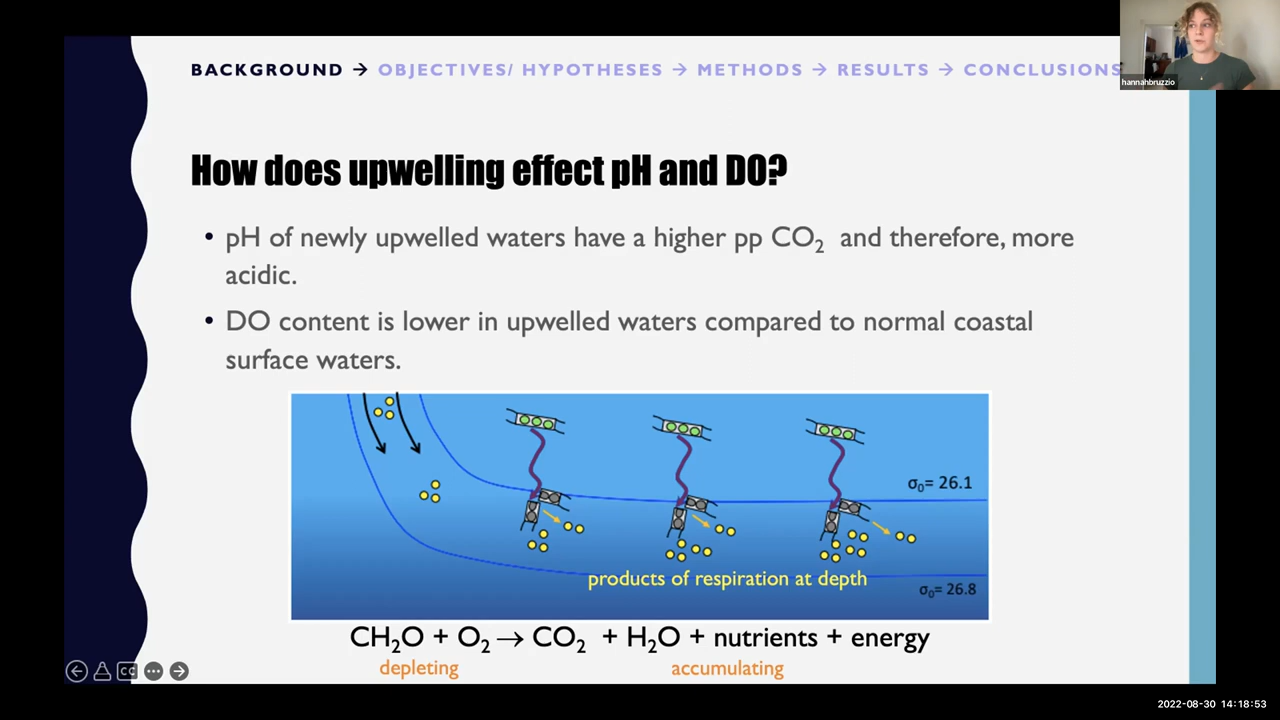 BACKGROUND → OBJECTIVES/ HYPOTHESES → METHODS → RESULTS → CONCLUSIONS
hannahbruzzio
How does upwelling effect pH and DO?
• pH of newly upwelled waters have a higher pp CO₂ and therefore, more
acidic.
• DO content is lower in upwelled waters compared to normal coastal
surface waters.
σ₀= 26.1
products of respiration at depth
σ₀= 26.8
CH₂O + O₂ → CO₂ + H₂O + nutrients + energy
depleting accumulating
CC
2022-08-30 14:18:53